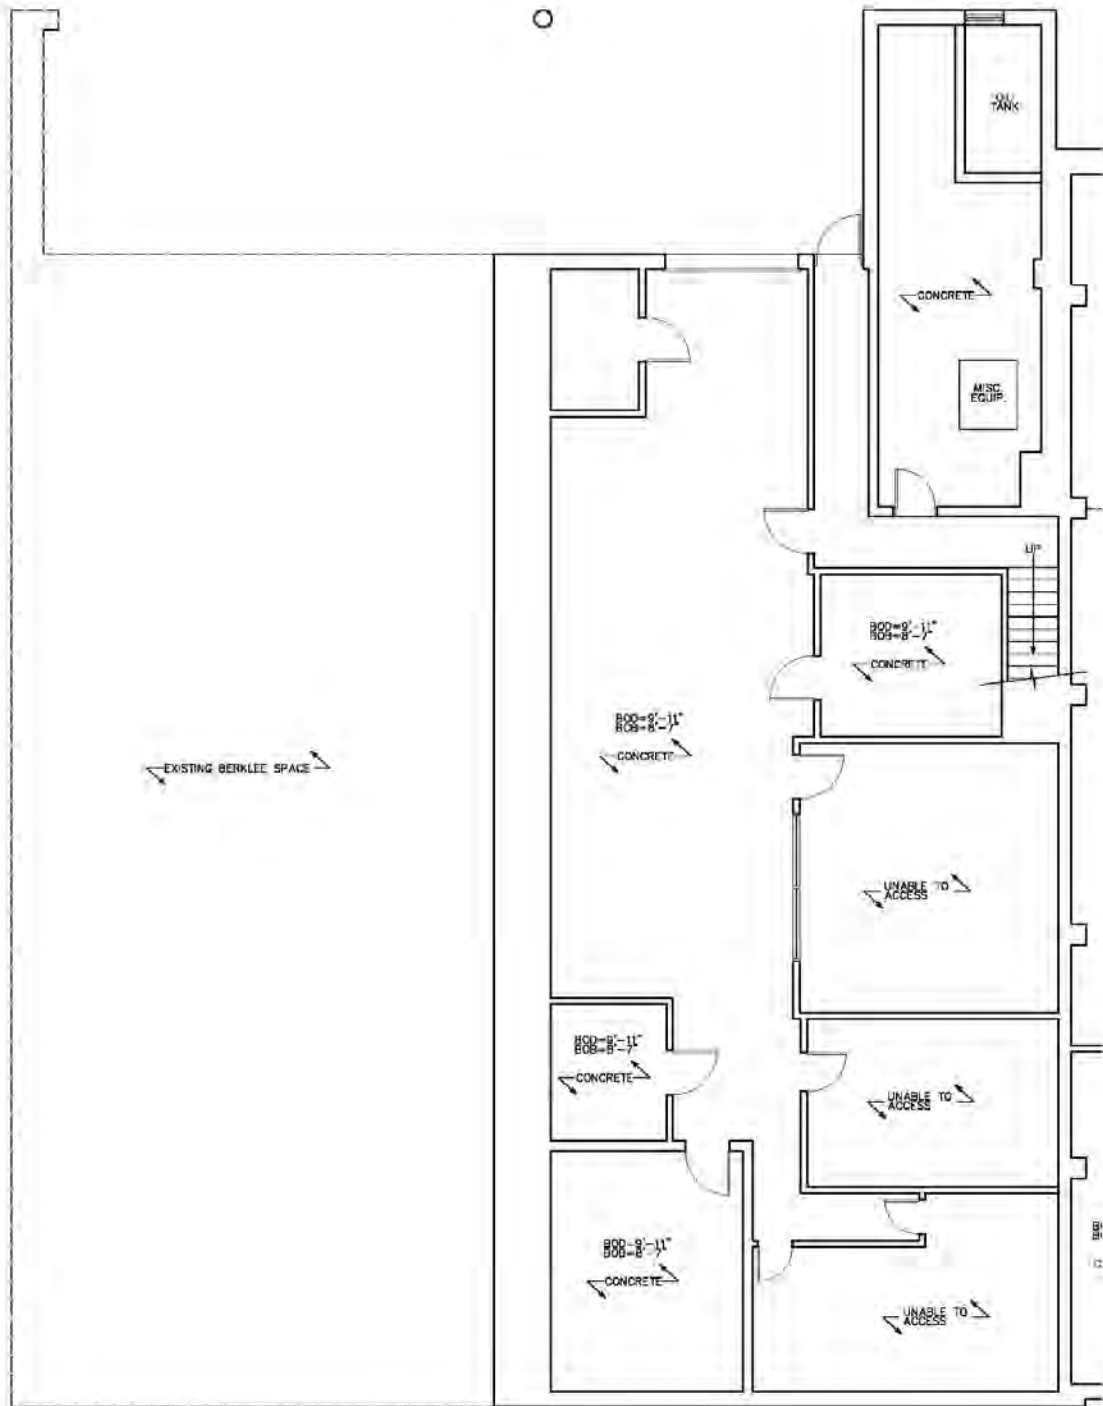 OIL
TANK
CONCRETE
MISC.
EQUIP.
UP
BOD=9'-11"
BOB=8'-7"
CONCRETE
BOD=9'-11"
BOB=8'-7"
CONCRETE
EXISTING BERKLEE SPACE
UNABLE TO
ACCESS
BOD=9'-11"
BOB=8'-7"
CONCRETE
UNABLE TO
ACCESS
BOD=9'-11"
BOB=8'-7"
CONCRETE
UNABLE TO
ACCESS